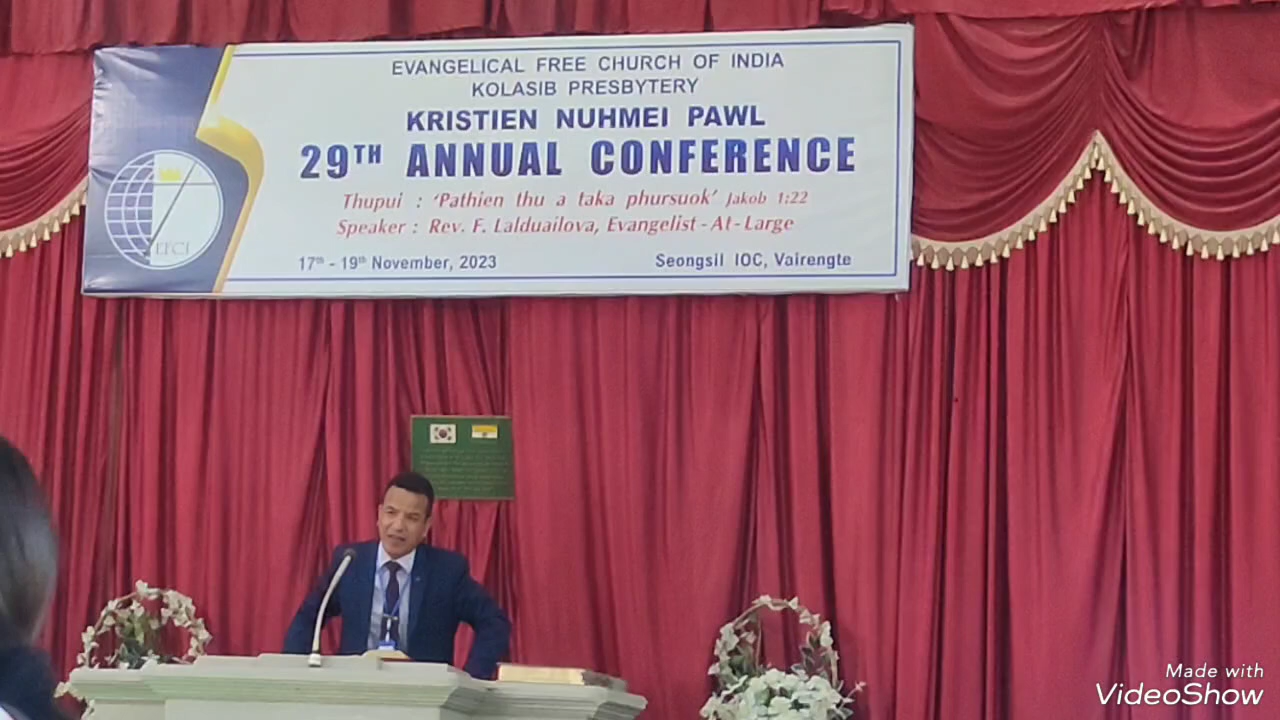 EVANGELICAL FREE CHURCH OF INDIA
KOLASIB PRESBYTERY
KRISTIEN NUHMEI PAWL
29TH ANNUAL CONFERENCE
Thupui : 'Pathien thu a taka phursuok' Jakob 1:22
Speaker : Rev. F. Lalduailova, Evangelist-At-Large
17th - 19th November, 2023
Seongsil IOC, Vairengte
EFCI
Made with
VideoShow